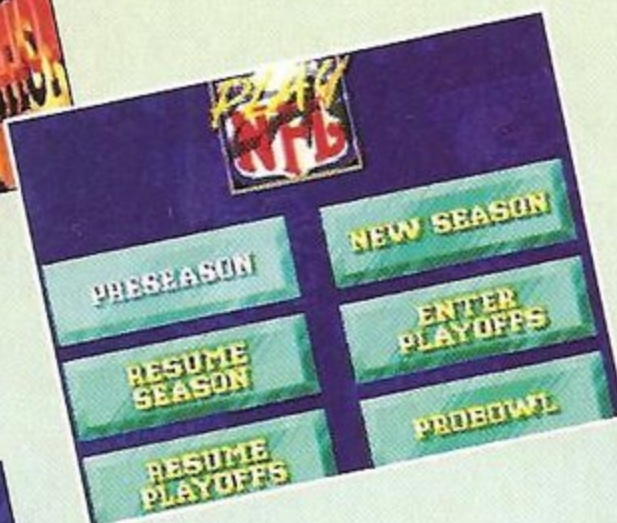 PLAY
NFL
PRESEASON
NEW SEASON
RESUME
SEASON
ENTER
PLAYOFFS
RESUME
PLAYOFFS
PROBOWL